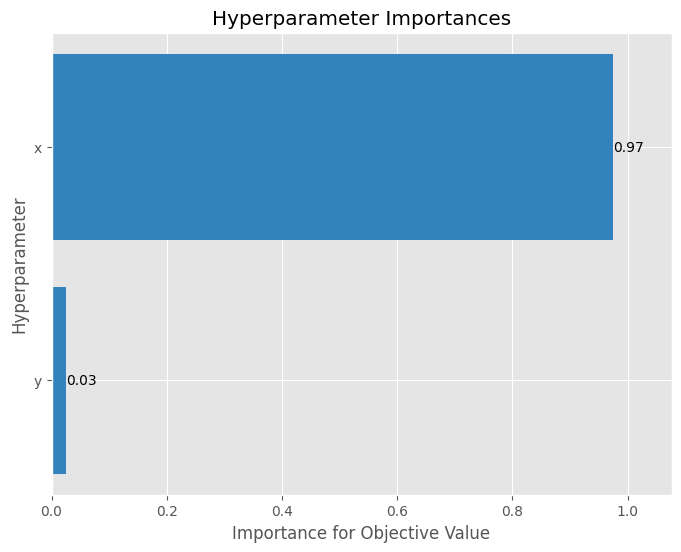 Hyperparameter Importances
x
0.97
Hyperparameter
y
0.03
0.0 0.2 0.4 0.6 0.8 1.0
Importance for Objective Value